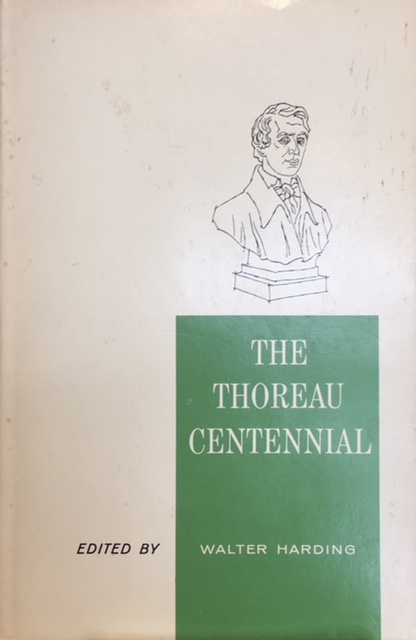 THE
THOREAU
CENTENNIAL
EDITED BY WALTER HARDING